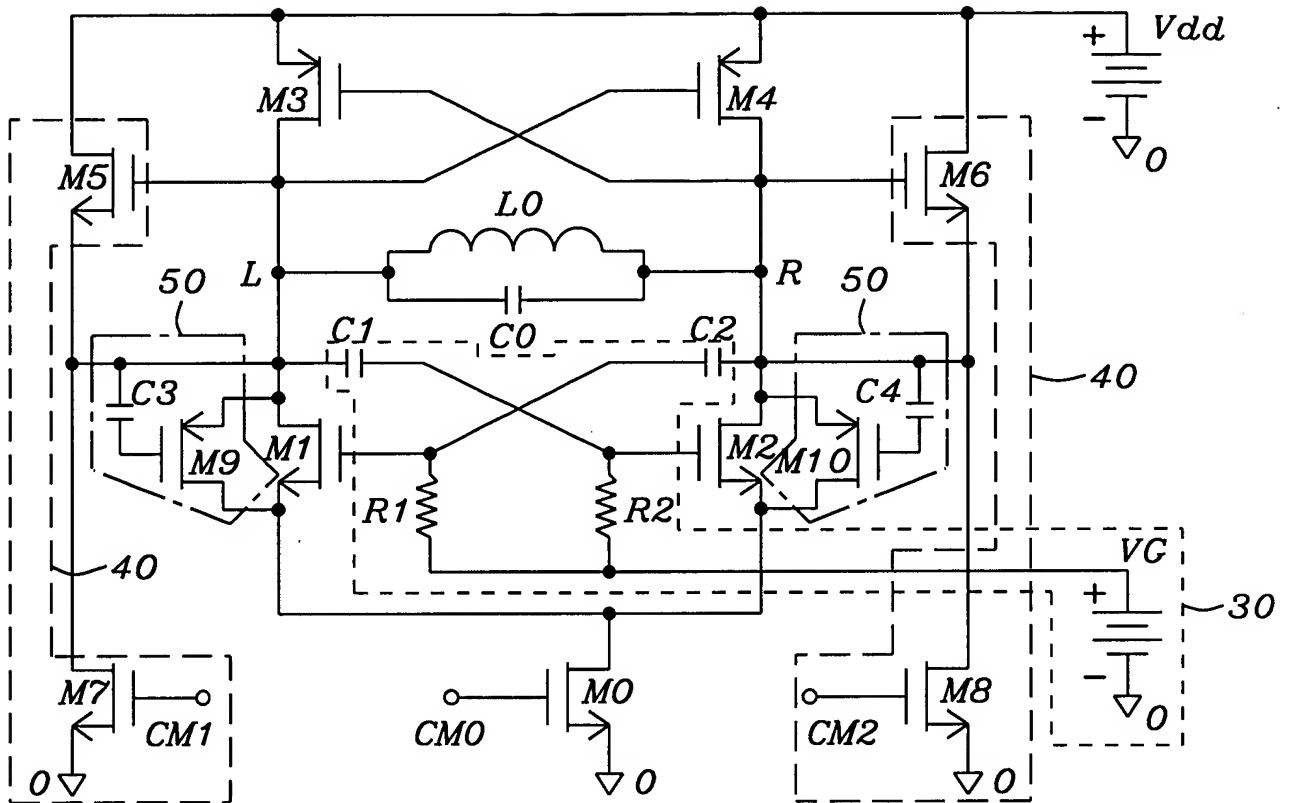 + Vdd
M3 M4
-
0
M5 M6
L0
50 L R 50
C1 C0 C2
C3 C4 40
M9 M1 M2 M10
R1 R2
40 VG
+
30
M7 M0 M8 -
CM1 CM0 CM2 0
0 0 0